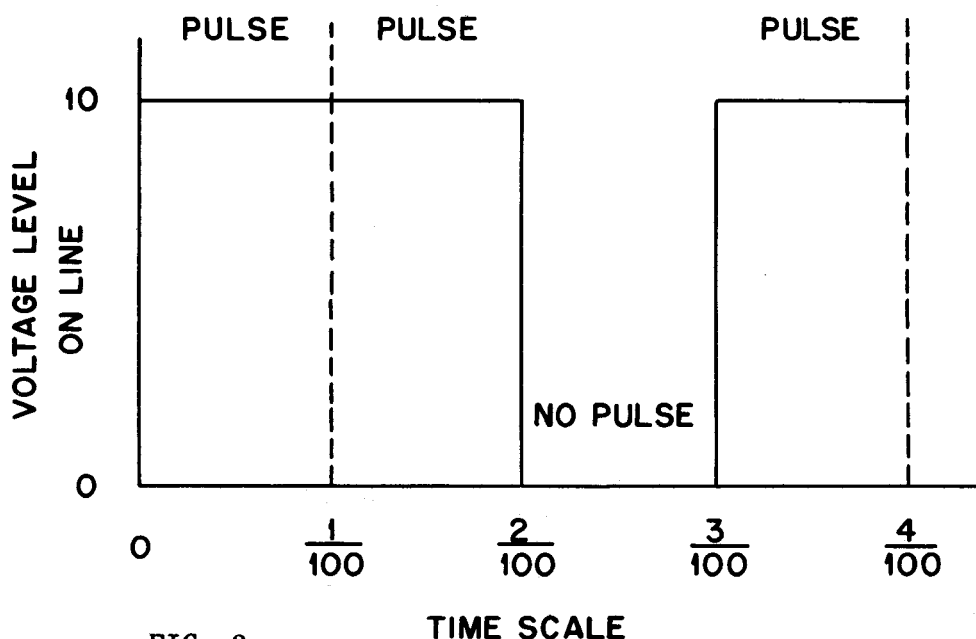 PULSE PULSE PULSE
10
VOLTAGE LEVEL
ON LINE
NO PULSE
0
0 1/100 2/100 3/100 4/100
TIME SCALE